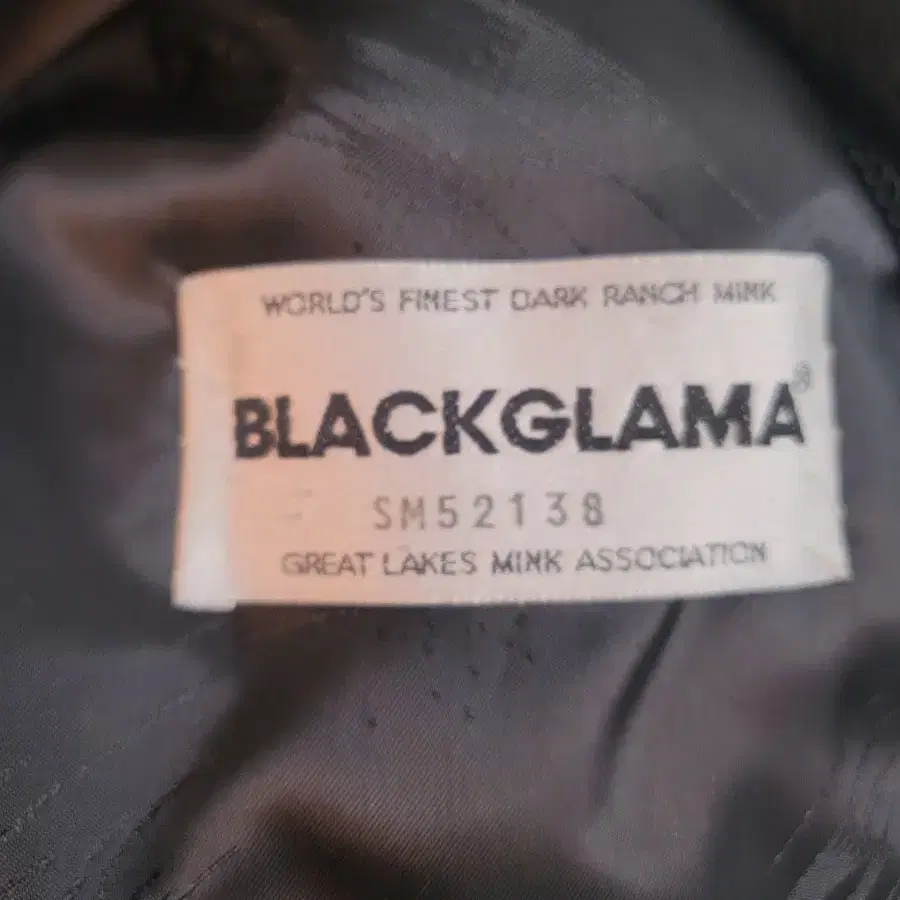 WORLD'S FINEST DARK RANCH MINK
BLACKGLAMA®
SM52138
GREAT LAKES MINK ASSOCIATION